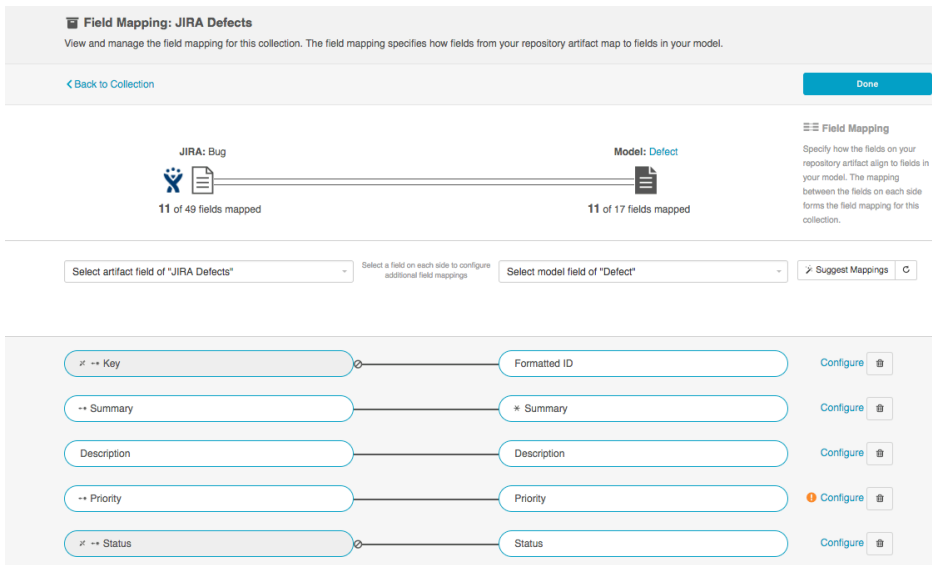 Field Mapping: JIRA Defects
View and manage the field mapping for this collection. The field mapping specifies how fields from your repository artifact map to fields in your model.
Back to Collection
Done
Field Mapping
Specify how the fields on your
repository artifact align to fields in
your model. The mapping
between the fields on each side
forms the field mapping for this
collection.
JIRA: Bug
Model: Defect
11 of 49 fields mapped
11 of 17 fields mapped
Select artifact field of "JIRA Defects"
Select a field on each side to configure
additional field mappings
Select model field of "Defect"
Suggest Mappings
Key
Formatted ID
Configure
Summary
* Summary
Configure
Description
Description
Configure
Priority
Priority
Configure
Status
Status
Configure